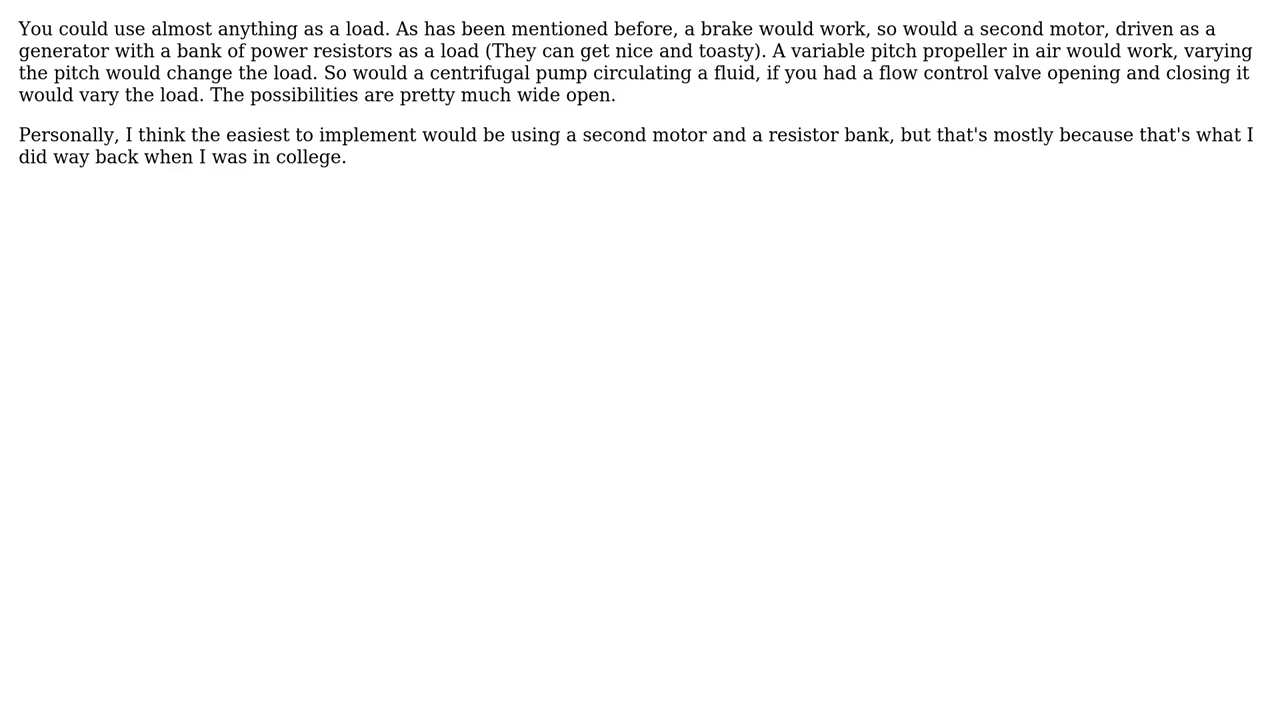 You could use almost anything as a load. As has been mentioned before, a brake would work, so would a second motor, driven as a
generator with a bank of power resistors as a load (They can get nice and toasty). A variable pitch propeller in air would work, varying
the pitch would change the load. So would a centrifugal pump circulating a fluid, if you had a flow control valve opening and closing it
would vary the load. The possibilities are pretty much wide open.
Personally, I think the easiest to implement would be using a second motor and a resistor bank, but that's mostly because that's what I
did way back when I was in college.